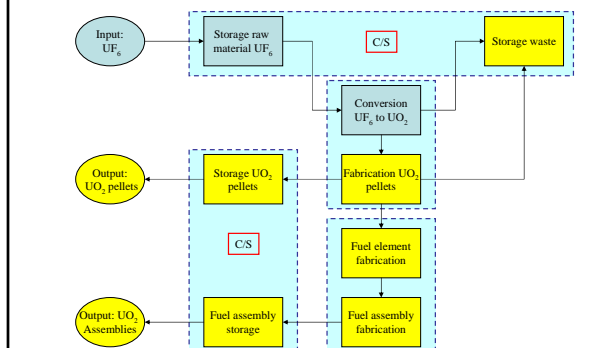 Input:
UF₆
Storage raw
material UF₆
C/S
Storage waste
Conversion
UF₆ to UO₂
Output:
UO₂ pellets
Storage UO₂
pellets
Fabrication UO₂
pellets
C/S
Fuel element
fabrication
Output: UO₂
Assemblies
Fuel assembly
storage
Fuel assembly
fabrication